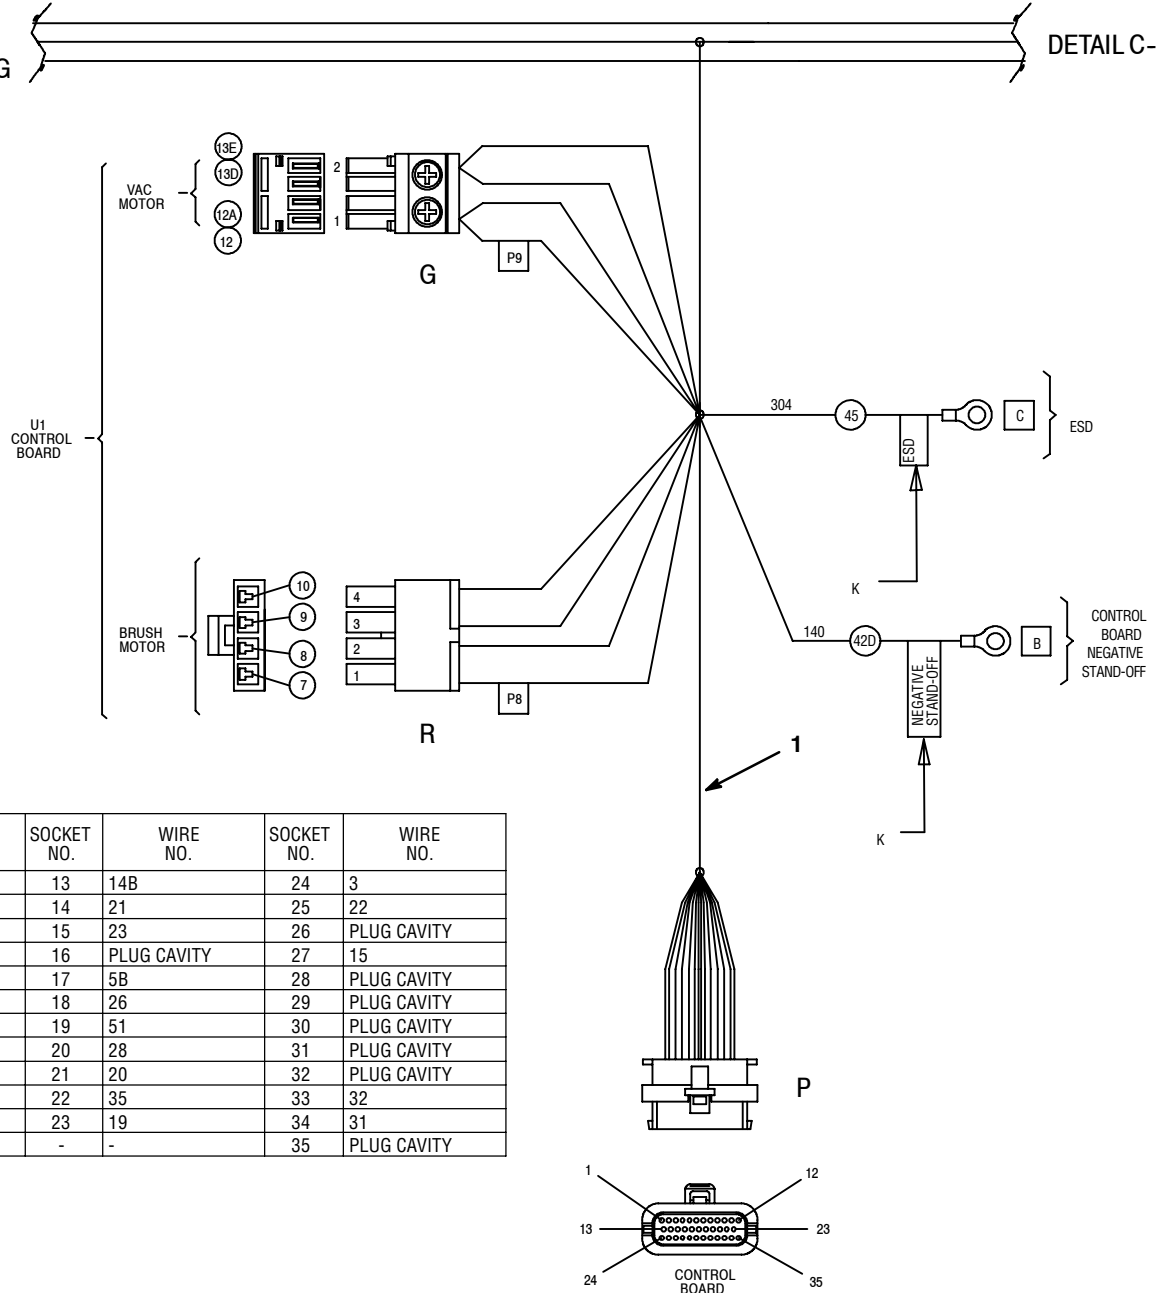 DETAIL C-
G
13E
13D
12A
12
VAC
MOTOR
2
1
G
P9
U1
CONTROL
BOARD
304
45
ESD
C
ESD
K
BRUSH
MOTOR
10
9
8
7
4
3
2
1
R
P8
140
42D
NEGATIVE
STAND-OFF
B
CONTROL
BOARD
NEGATIVE
STAND-OFF
K
1
SOCKET NO. WIRE NO. SOCKET NO. WIRE NO.
13 14B 24 3
14 21 25 22
15 23 26 PLUG CAVITY
16 PLUG CAVITY 27 15
17 5B 28 PLUG CAVITY
18 26 29 PLUG CAVITY
19 51 30 PLUG CAVITY
20 28 31 PLUG CAVITY
21 20 32 PLUG CAVITY
22 35 33 32
23 19 34 31
- - 35 PLUG CAVITY
P
1
12
13
23
24
35
CONTROL
BOARD